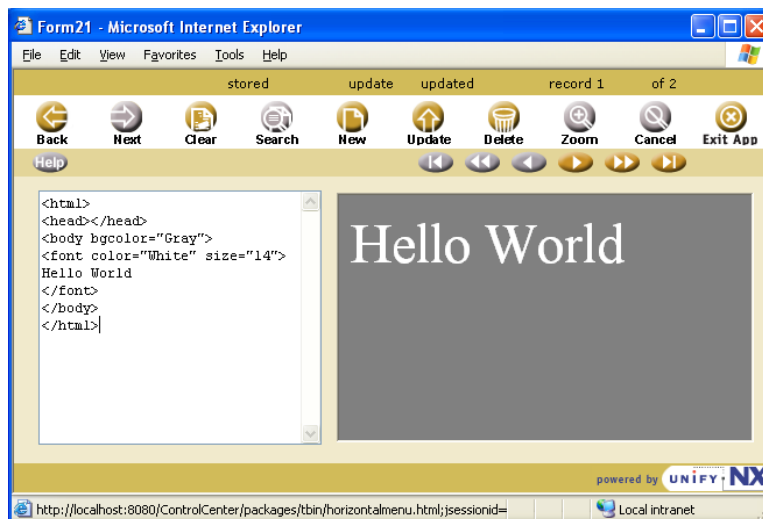 Form21 - Microsoft Internet Explorer
File Edit View Favorites Tools Help
stored update updated record 1 of 2
Back Next Clear Search New Update Delete Zoom Cancel Exit App
Help
<html>
<head></head>
<body bgcolor="Gray">
<font color="White" size="14">
Hello World
</font>
</body>
</html>
Hello World
powered by UNIFY NX
http://localhost:8080/ControlCenter/packages/tbin/horizontalmenu.html;jsessionid= Local intranet